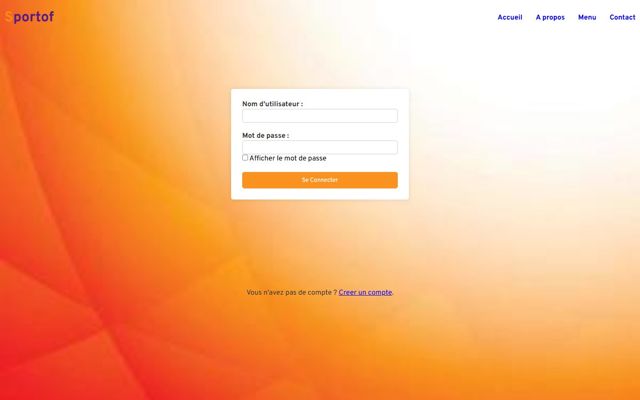 Sportof
Accueil A propos Menu Contact
Nom d'utilisateur :
Mot de passe :
Afficher le mot de passe
Se Connecter
Vous n'avez pas de compte ? Creer un compte.